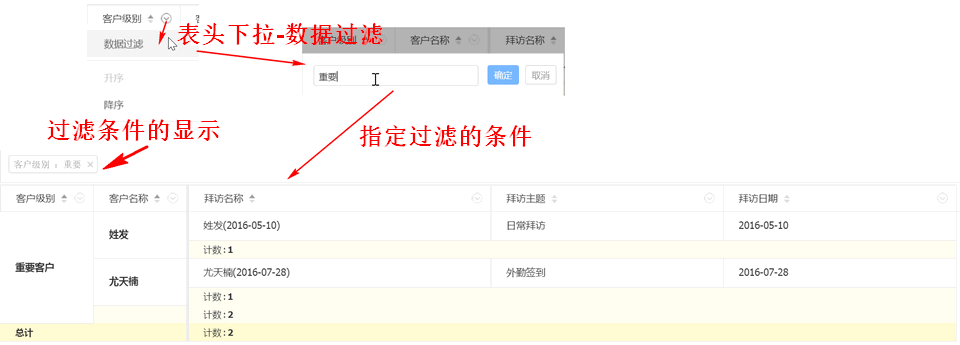 客户级别
数据过滤
升序
降序
表头下拉-数据过滤
客户级别 客户名称 拜访名称
重要 确定 取消
过滤条件的显示
指定过滤的条件
客户级别 : 重要 ×
客户级别 客户名称 拜访名称 拜访主题 拜访日期
重要客户
姓发 姓发(2016-05-10) 日常拜访 2016-05-10
计数 : 1
尤天楠 尤天楠(2016-07-28) 外勤签到 2016-07-28
计数 : 1
计数 : 2
总计 计数 : 2